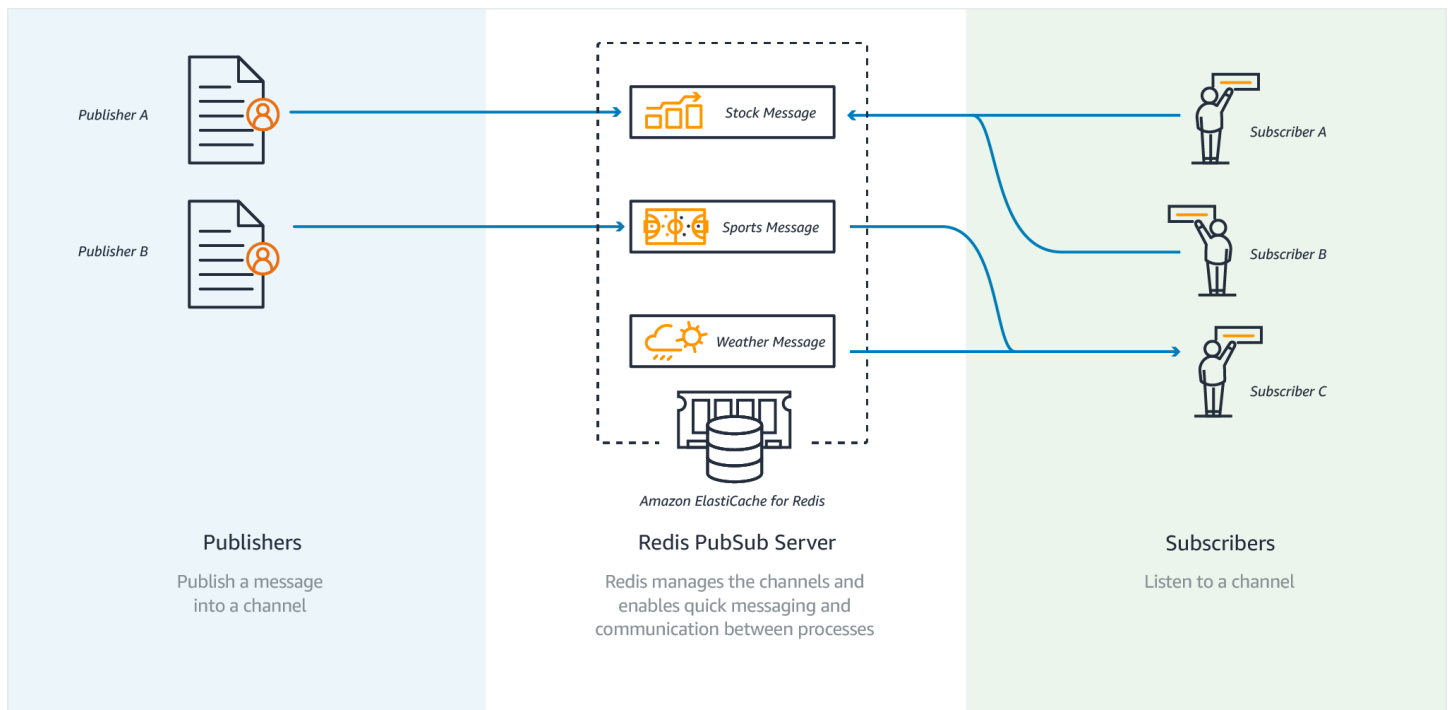 Publisher A
Publisher B
Stock Message
Sports Message
Weather Message
Amazon ElastiCache for Redis
Subscriber A
Subscriber B
Subscriber C
Publishers
Publish a message
into a channel
Redis PubSub Server
Redis manages the channels and
enables quick messaging and
communication between processes
Subscribers
Listen to a channel